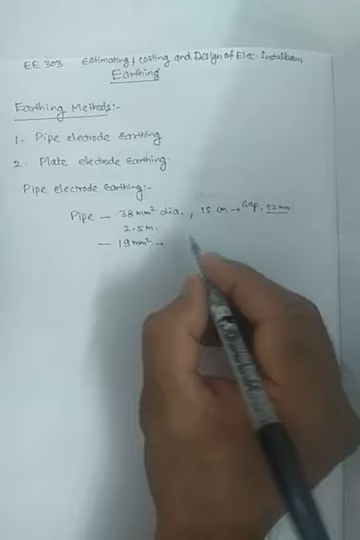 EE 303 Estimating, costing and Design of Elec. Installation
Earthing
Earthing Methods:-
1. Pipe electrode earthing
2. Plate electrode earthing.
Pipe electrode earthing:-
Pipe — 38 mm² dia., 15 cm → Gap. 12 mm.
2.5 m.
— 19 mm² →